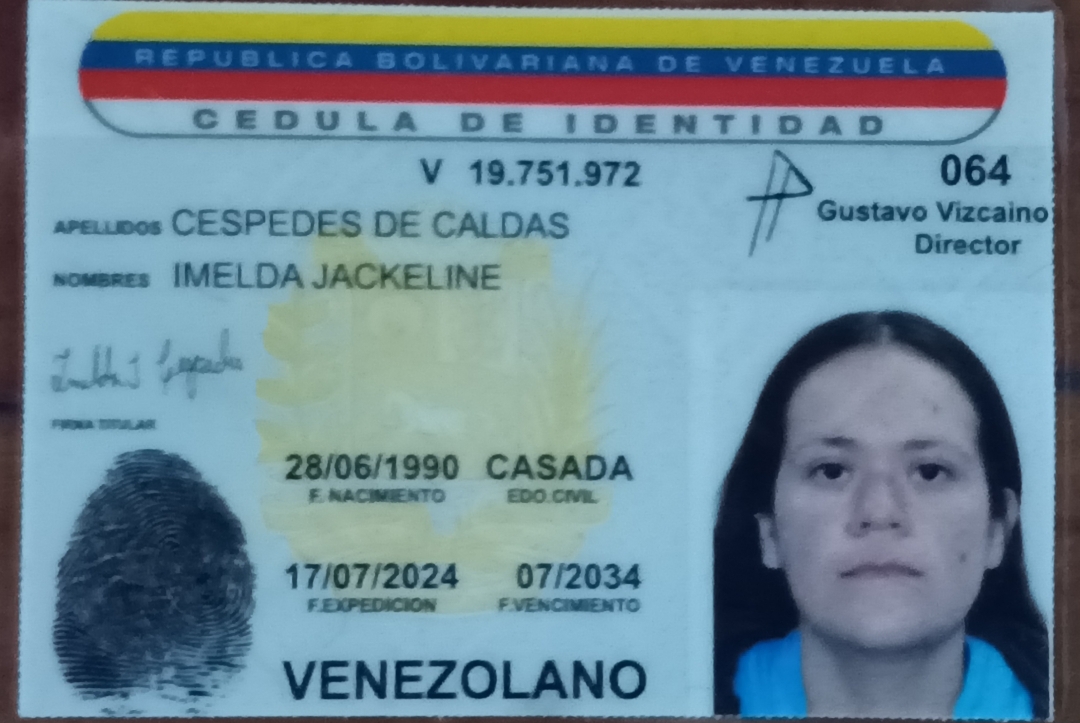 REPUBLICA BOLIVARIANA DE VENEZUELA
CEDULA DE IDENTIDAD
V 19.751.972
064
Gustavo Vizcaino
Director
APELLIDOS CESPEDES DE CALDAS
NOMBRES IMELDA JACKELINE
Imelda J Cespedes
FIRMA TITULAR
28/06/1990 CASADA
F. NACIMIENTO EDO.CIVIL
17/07/2024 07/2034
F.EXPEDICION F.VENCIMIENTO
VENEZOLANO